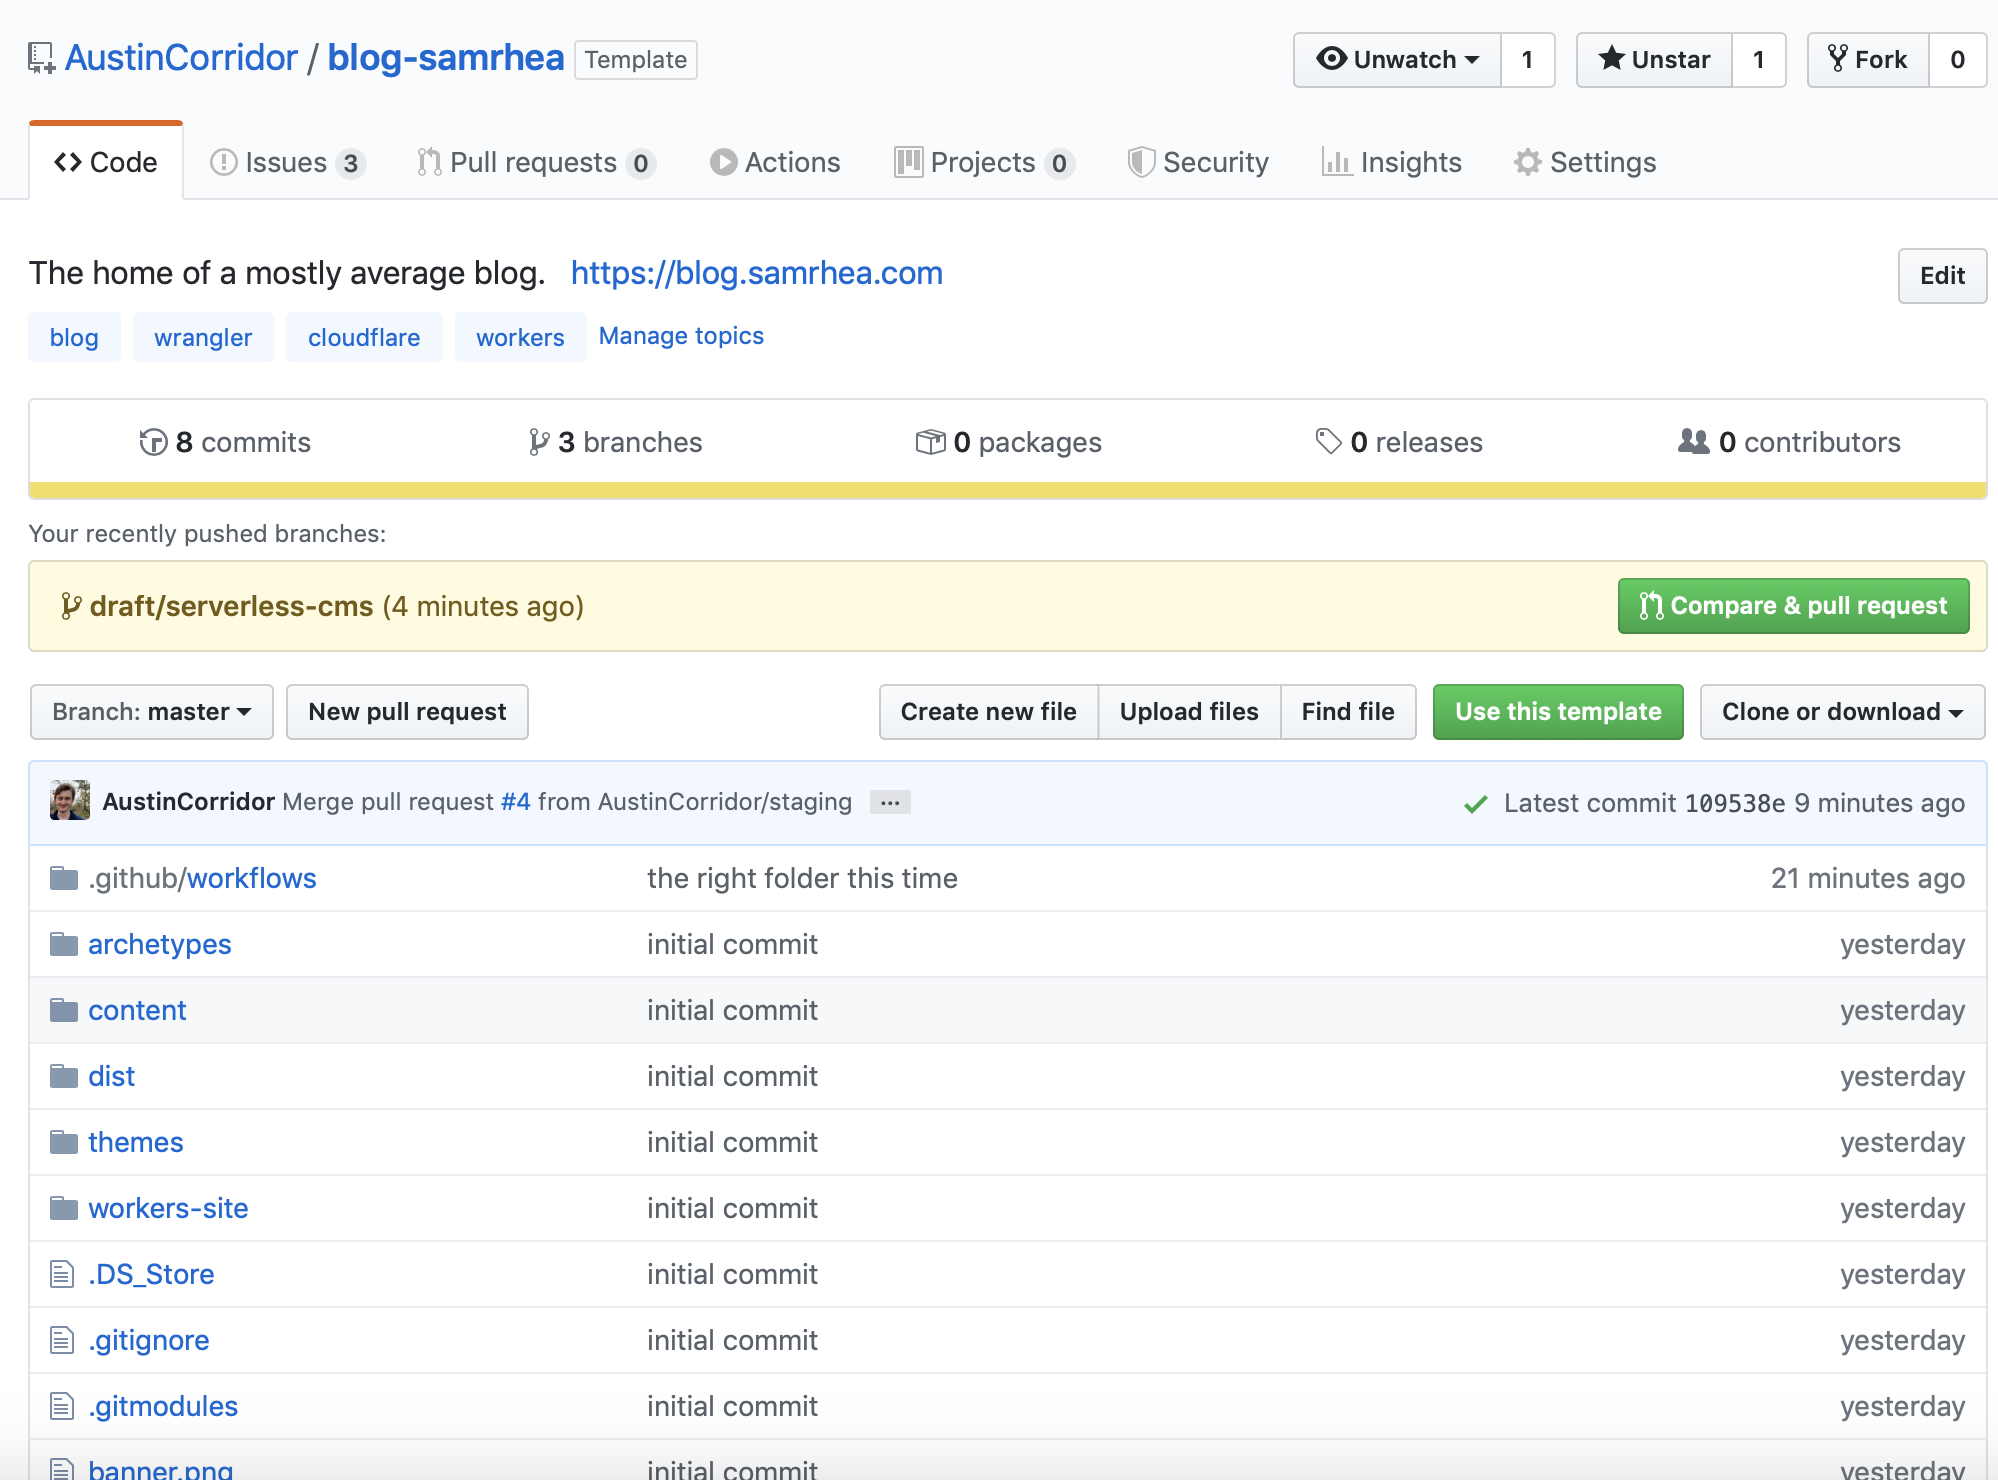 AustinCorridor / blog-samrhea Template Unwatch 1 Unstar 1 Fork 0
Code Issues 3 Pull requests 0 Actions Projects 0 Security Insights Settings
The home of a mostly average blog. https://blog.samrhea.com Edit
blog wrangler cloudflare workers Manage topics
8 commits 3 branches 0 packages 0 releases 0 contributors
Your recently pushed branches:
draft/serverless-cms (4 minutes ago) Compare & pull request
Branch: master New pull request Create new file Upload files Find file Use this template Clone or download
AustinCorridor Merge pull request #4 from AustinCorridor/staging ... Latest commit 109538e 9 minutes ago
.github/workflows the right folder this time 21 minutes ago
archetypes initial commit yesterday
content initial commit yesterday
dist initial commit yesterday
themes initial commit yesterday
workers-site initial commit yesterday
.DS_Store initial commit yesterday
.gitignore initial commit yesterday
.gitmodules initial commit yesterday
banner.png initial commit yesterday